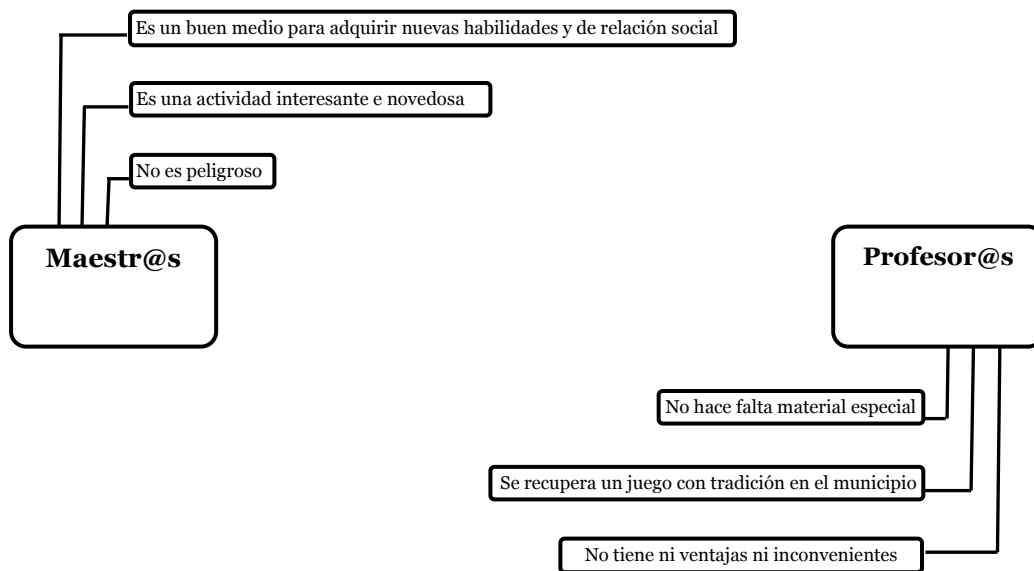 Es un buen medio para adquirir nuevas habilidades y de relación social
Es una actividad interesante e novedosa
No es peligroso
Maestr@s
Profesor@s
No hace falta material especial
Se recupera un juego con tradición en el municipio
No tiene ni ventajas ni inconvenientes